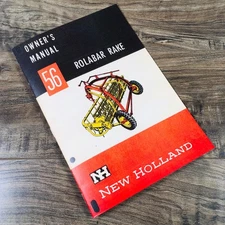 OWNER'S
MANUAL
56
ROLABAR RAKE
NH
NEW HOLLAND